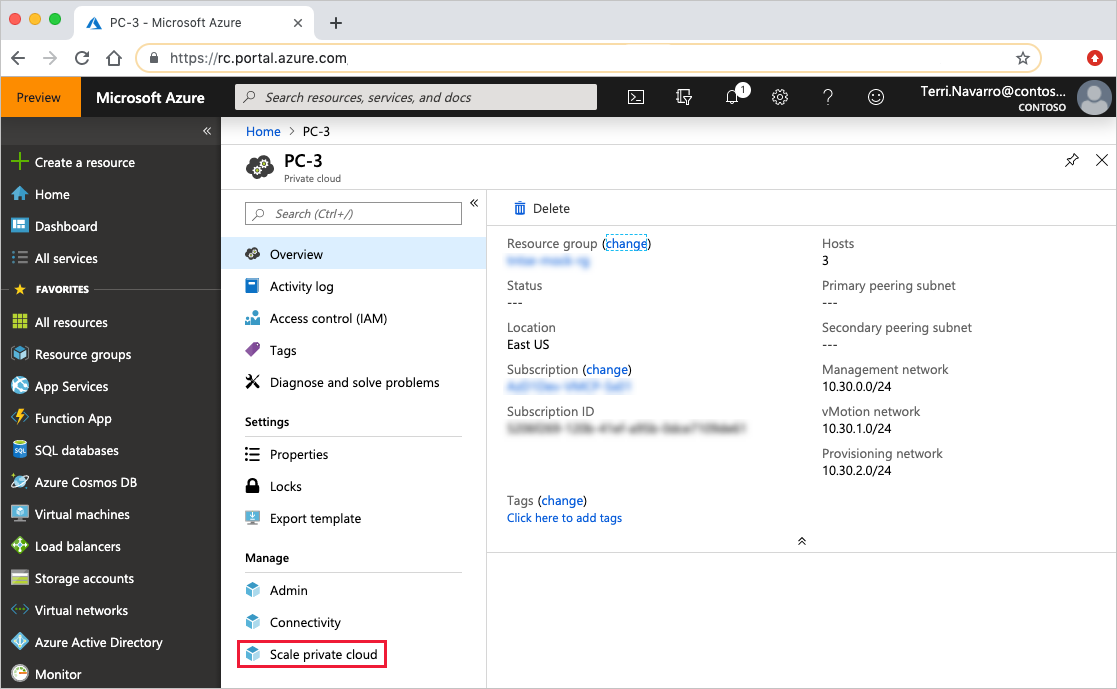 PC-3 - Microsoft Azure
https://rc.portal.azure.com
Preview
Microsoft Azure
Search resources, services, and docs
1
Terri.Navarro@contos...
CONTOSO
Create a resource
Home
Dashboard
All services
FAVORITES
All resources
Resource groups
App Services
Function App
SQL databases
Azure Cosmos DB
Virtual machines
Load balancers
Storage accounts
Virtual networks
Azure Active Directory
Monitor
Home > PC-3
PC-3
Private cloud
Search (Ctrl+/)
Overview
Activity log
Access control (IAM)
Tags
Diagnose and solve problems
Settings
Properties
Locks
Export template
Manage
Admin
Connectivity
Scale private cloud
Delete
Resource group (change)
Status
---
Location
East US
Subscription (change)
Subscription ID
Hosts
3
Primary peering subnet
---
Secondary peering subnet
---
Management network
10.30.0.0/24
vMotion network
10.30.1.0/24
Provisioning network
10.30.2.0/24
Tags (change)
Click here to add tags